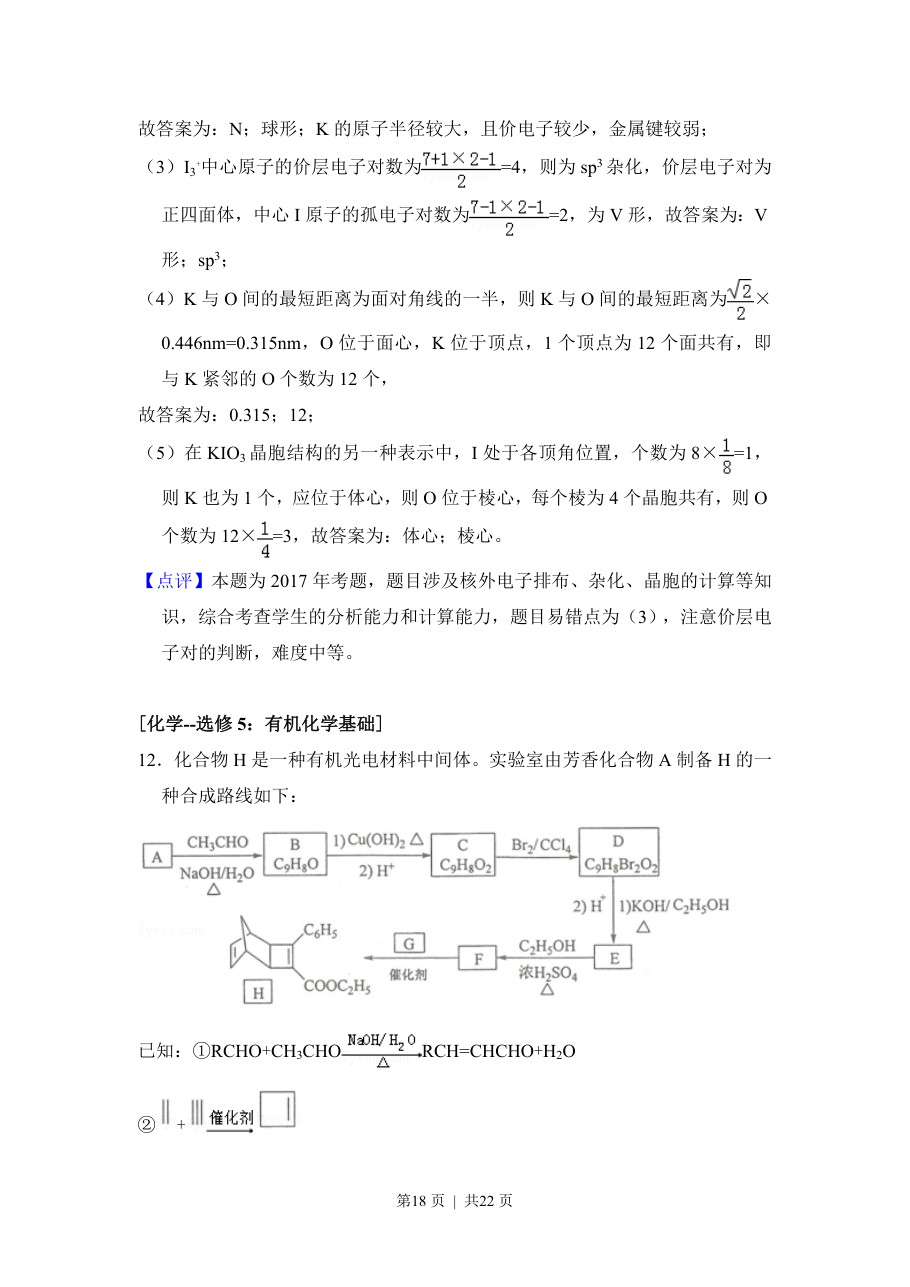 故答案为：N；球形；K 的原子半径较大，且价电子较少，金属键较弱；
（3）I₃⁺中心原子的价层电子对数为(7+1×2-1)/2=4，则为 sp³ 杂化，价层电子对为
正四面体，中心 I 原子的孤电子对数为(7-1×2-1)/2=2，为 V 形，故答案为：V
形；sp³；
（4）K 与 O 间的最短距离为面对角线的一半，则 K 与 O 间的最短距离为√2/2×
0.446nm=0.315nm，O 位于面心，K 位于顶点，1 个顶点为 12 个面共有，即
与 K 紧邻的 O 个数为 12 个，
故答案为：0.315；12；
（5）在 KIO₃ 晶胞结构的另一种表示中，I 处于各顶角位置，个数为 8×1/8=1，
则 K 也为 1 个，应位于体心，则 O 位于棱心，每个棱为 4 个晶胞共有，则 O
个数为 12×1/4=3，故答案为：体心；棱心。
【点评】本题为 2017 年考题，题目涉及核外电子排布、杂化、晶胞的计算等知
识，综合考查学生的分析能力和计算能力，题目易错点为（3），注意价层电
子对的判断，难度中等。
[化学--选修 5：有机化学基础]
12．化合物 H 是一种有机光电材料中间体。实验室由芳香化合物 A 制备 H 的一
种合成路线如下：
A CH₃CHO NaOH/H₂O △ B C₉H₈O 1)Cu(OH)₂ △ 2) H⁺ C C₉H₈O₂ Br₂/CCl₄ D C₉H₈Br₂O₂
2) H⁺ 1)KOH/C₂H₅OH △
H C₆H₅ COOC₂H₅ G 催化剂 F C₂H₅OH 浓H₂SO₄ △ E
已知：①RCHO+CH₃CHO NaOH/H₂O △ RCH=CHCHO+H₂O
② + 催化剂
第18 页 | 共22 页